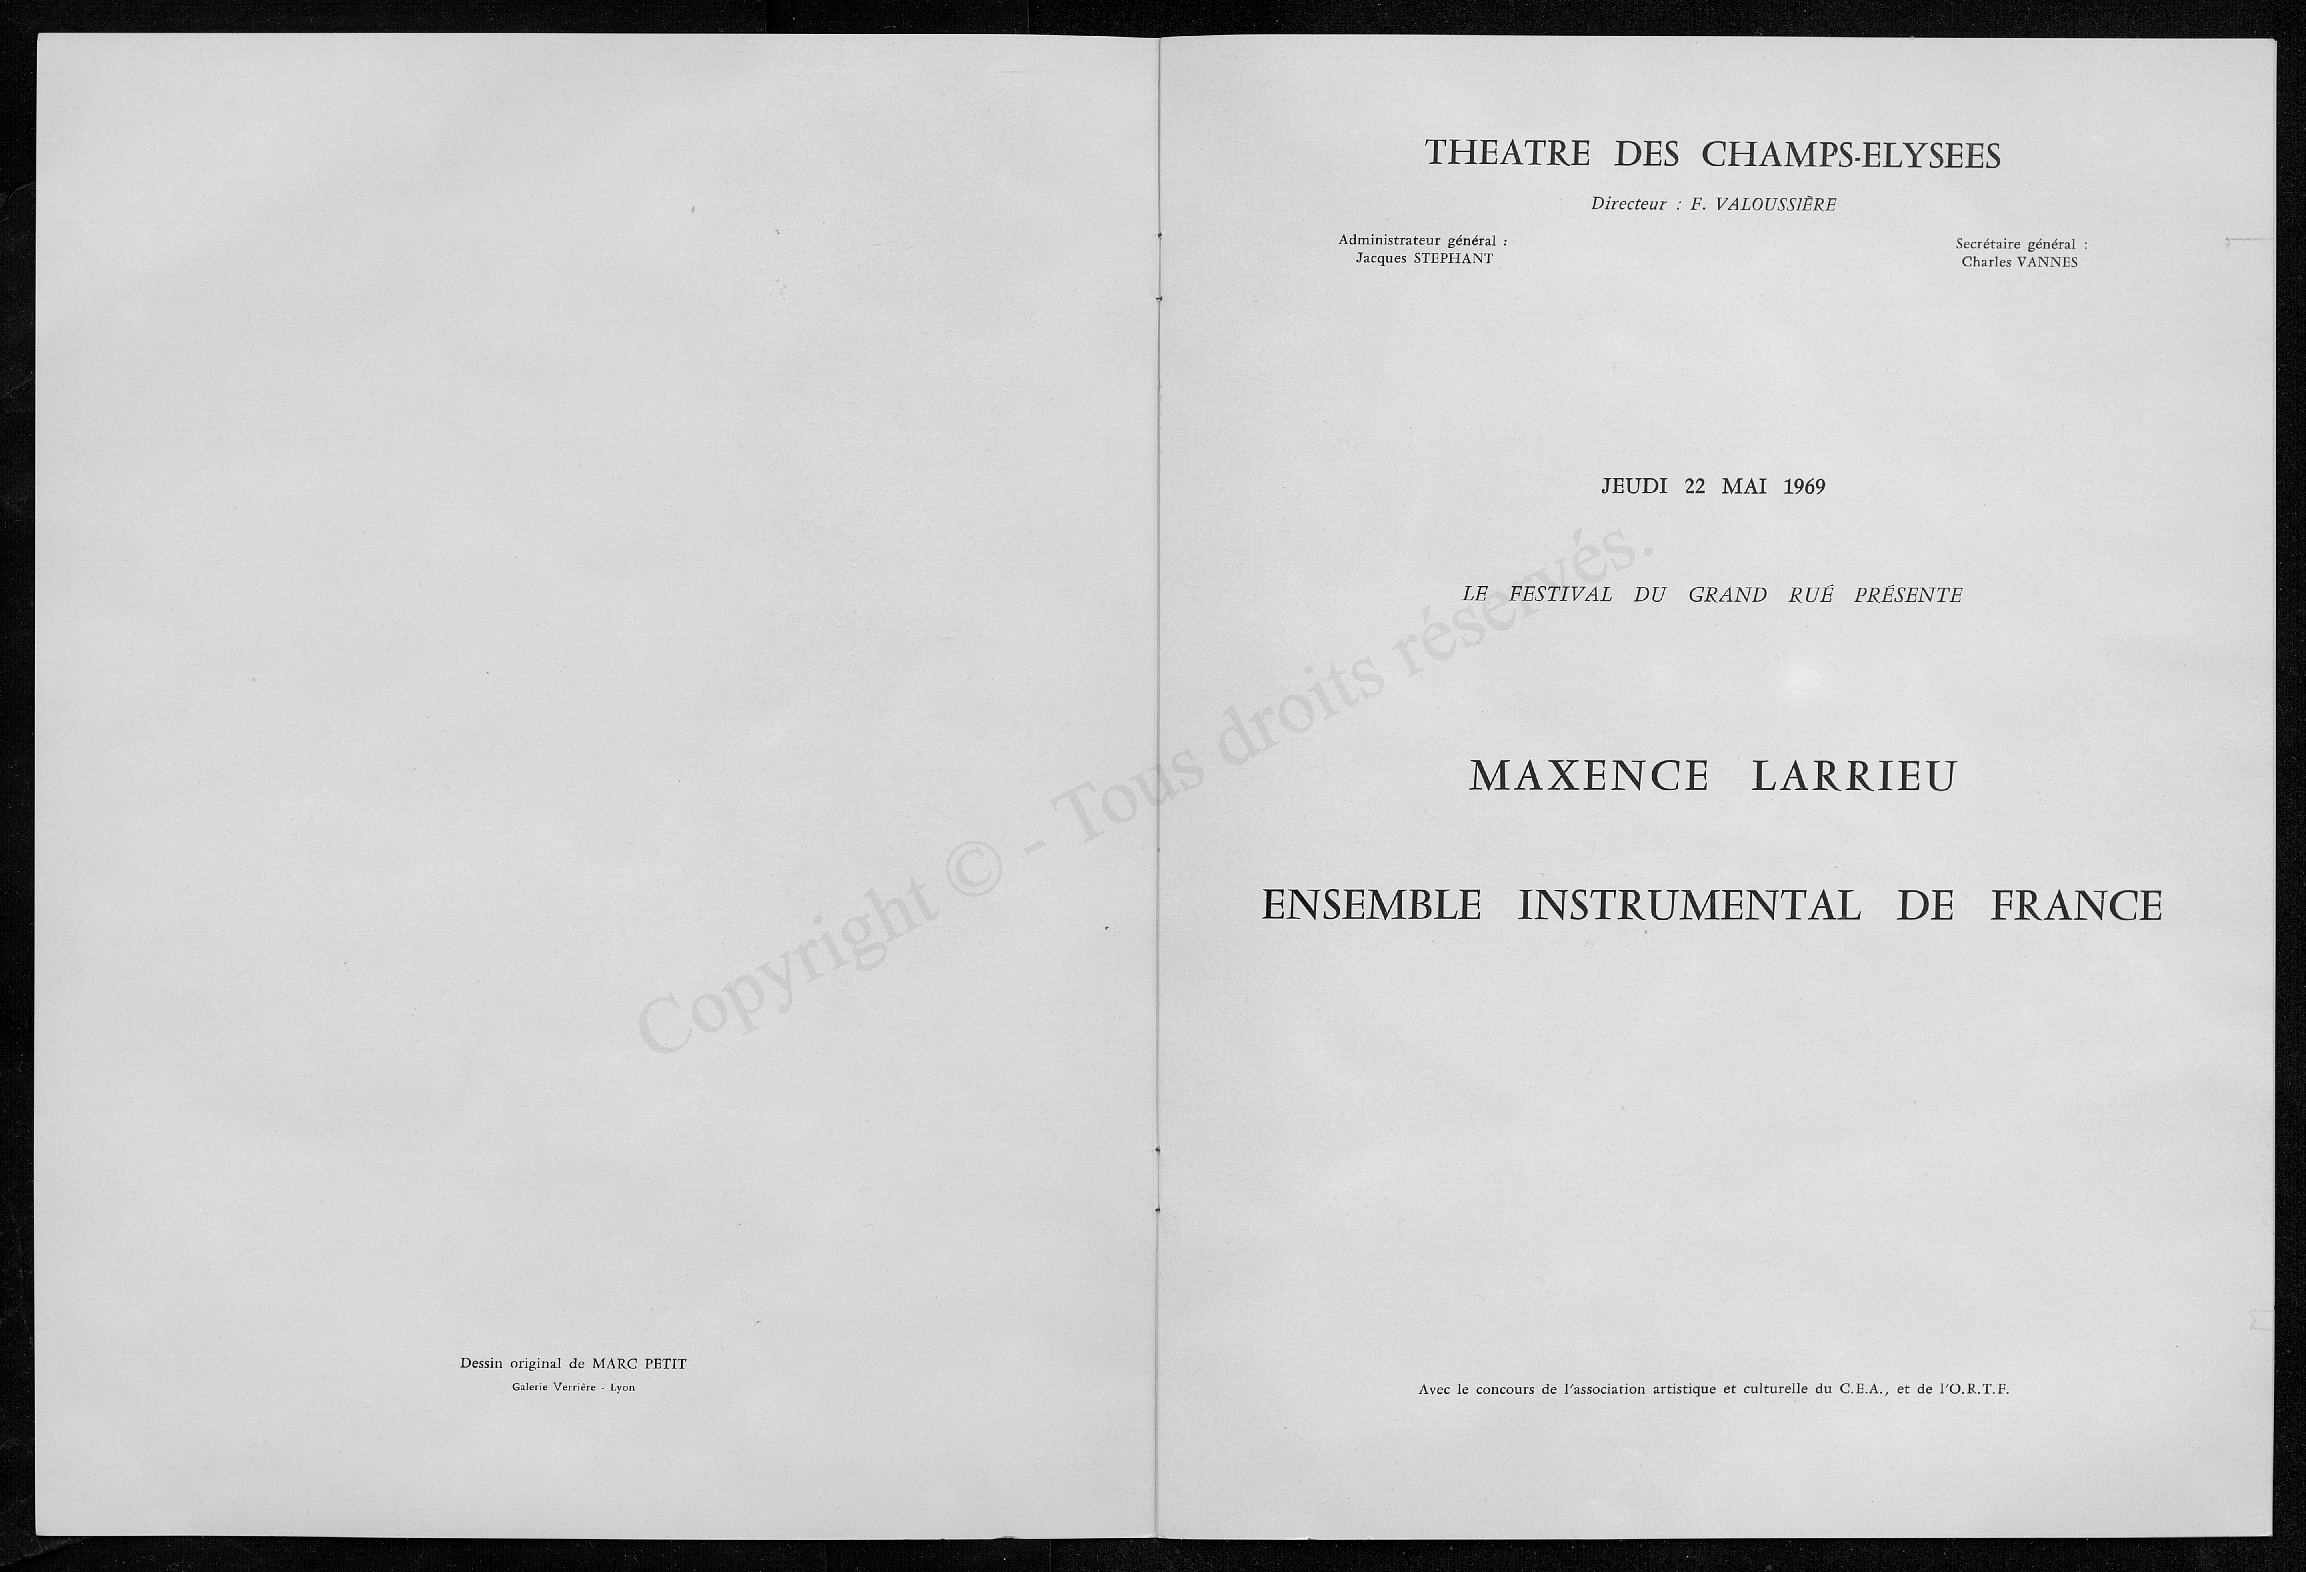 Dessin original de MARC PETIT
Galerie Verrière - Lyon
THEATRE DES CHAMPS-ELYSEES
Directeur : F. VALOUSSIÈRE
Administrateur général :
Jacques STEPHANT
Secrétaire général :
Charles VANNES
JEUDI 22 MAI 1969
LE FESTIVAL DU GRAND RUÉ PRÉSENTE
MAXENCE LARRIEU
ENSEMBLE INSTRUMENTAL DE FRANCE
Avec le concours de l'association artistique et culturelle du C.E.A., et de l'O.R.T.F.
Copyright © - Tous droits réservés.